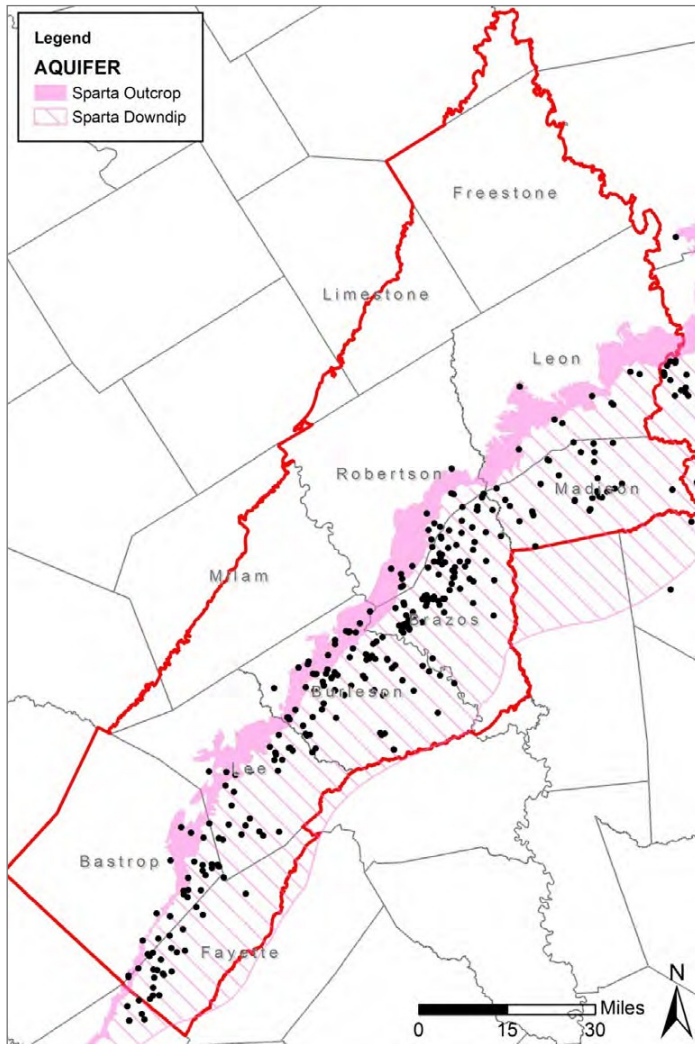 Legend
AQUIFER
Sparta Outcrop
Sparta Downdip
Freestone
Limestone
Leon
Robertson
Madison
Milam
Brazos
Burleson
Lee
Bastrop
Fayette
N
Miles
0 15 30